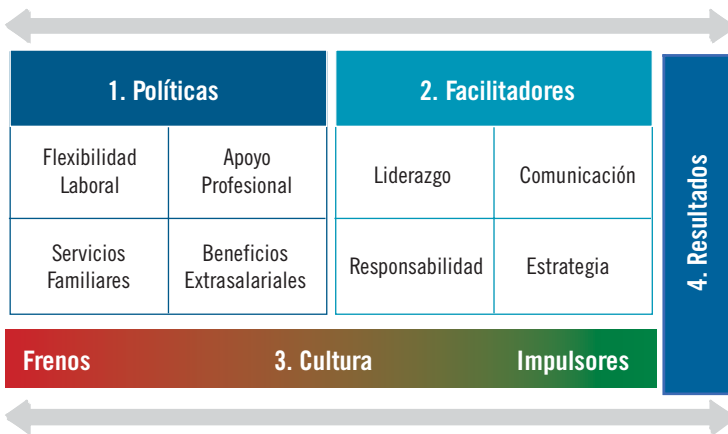 1. Políticas
2. Facilitadores
Flexibilidad
Laboral
Apoyo
Profesional
Liderazgo
Comunicación
Servicios
Familiares
Beneficios
Extrasalariales
Responsabilidad
Estrategia
Frenos
3. Cultura
Impulsores
4. Resultados